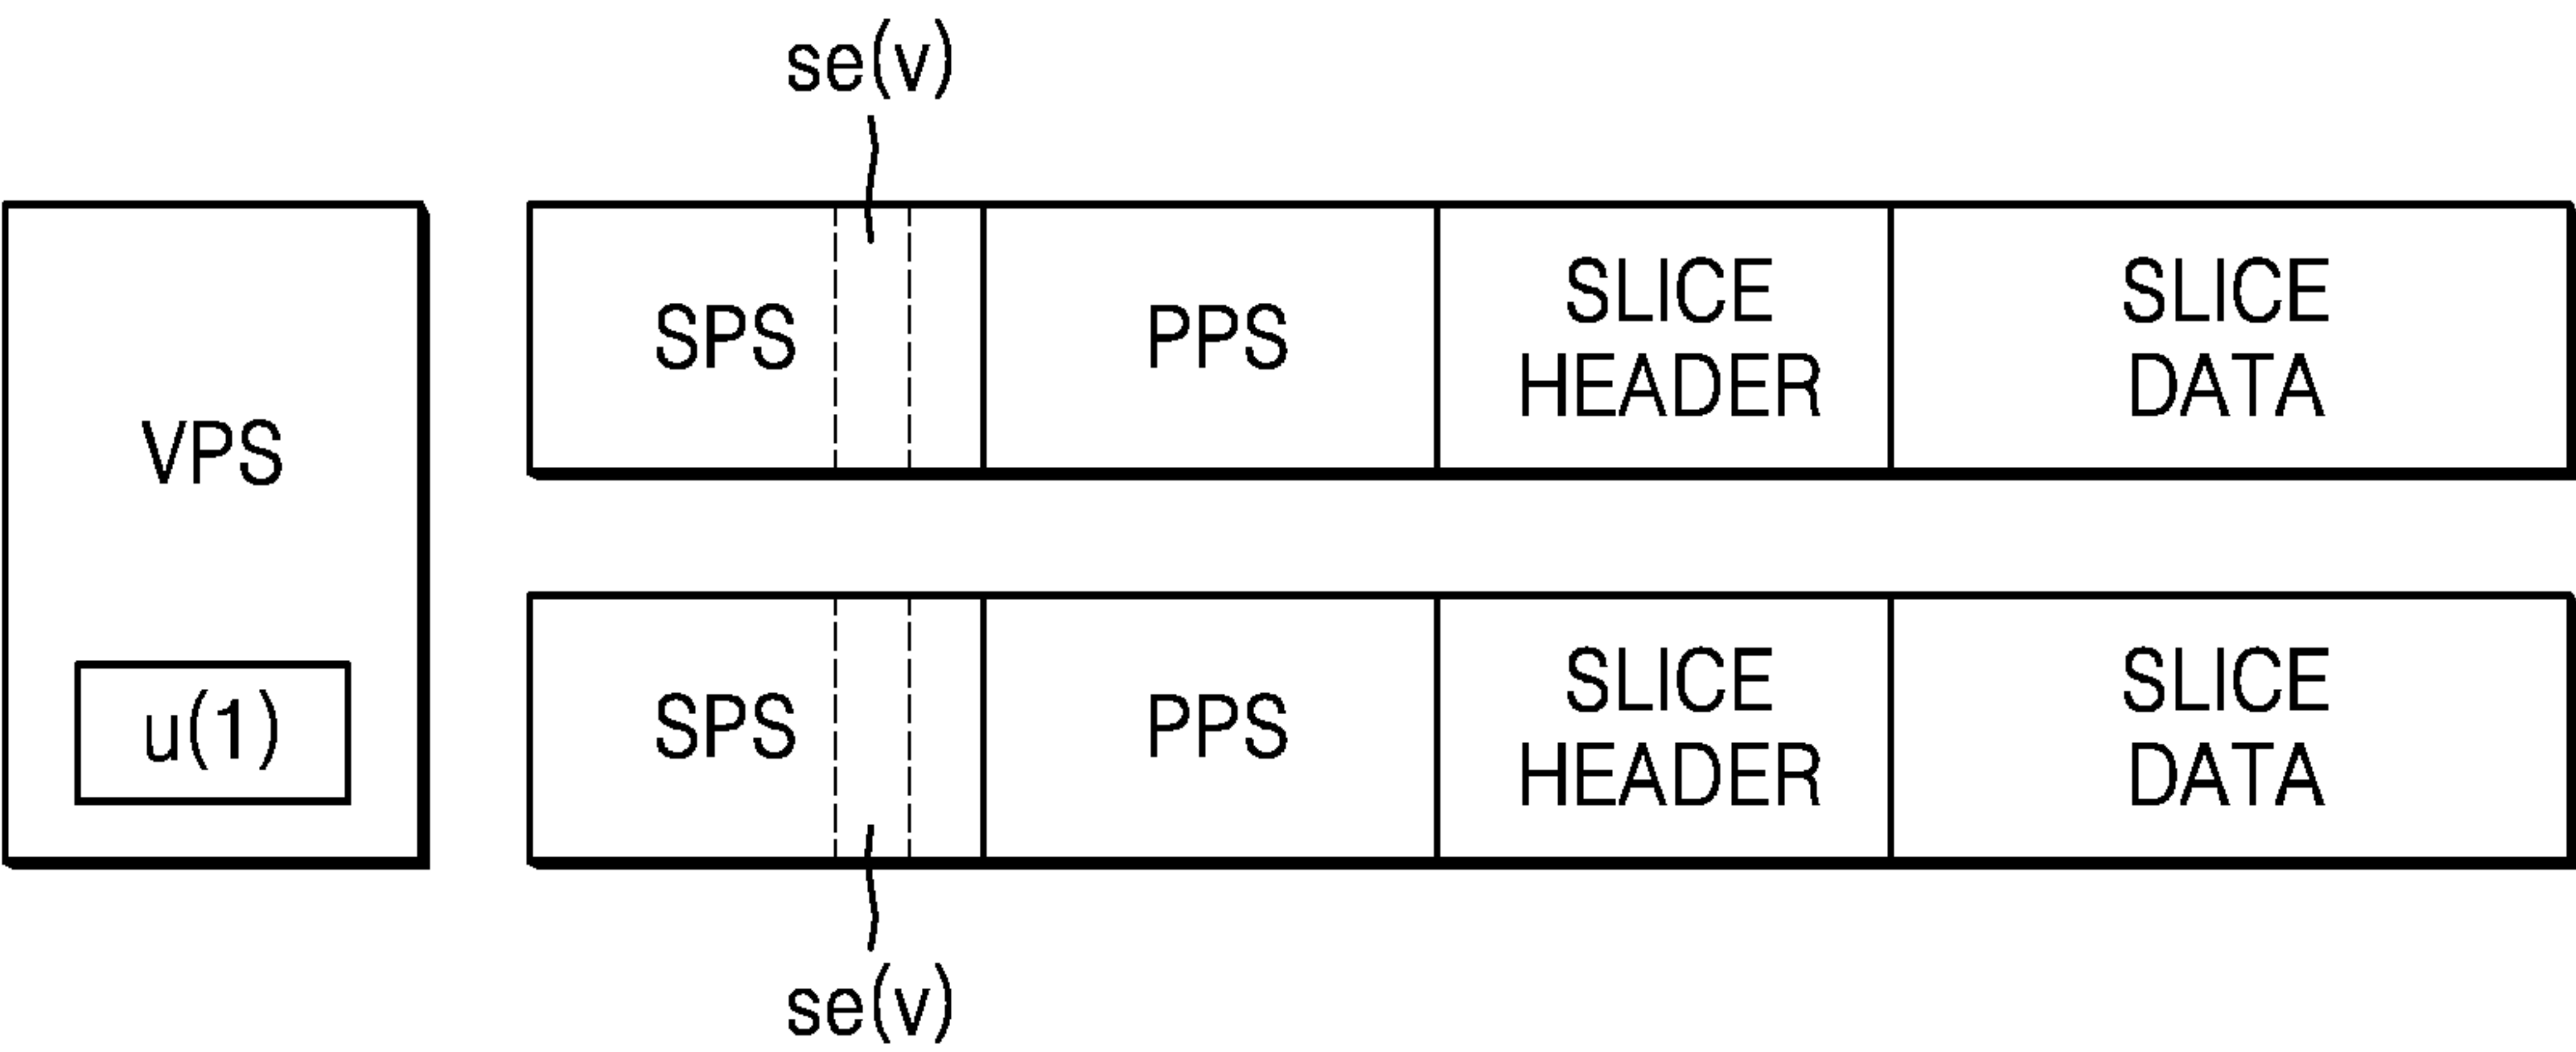 se(v)
VPS
u(1)
SPS
PPS
SLICE
HEADER
SLICE
DATA
SPS
PPS
SLICE
HEADER
SLICE
DATA
se(v)